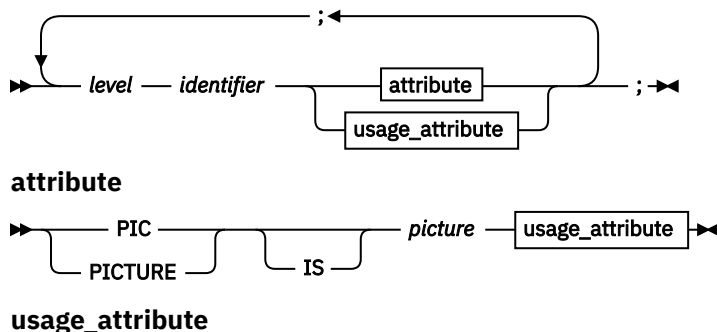 ;
level identifier attribute ;
usage_attribute
attribute
PIC picture usage_attribute
PICTURE IS
usage_attribute